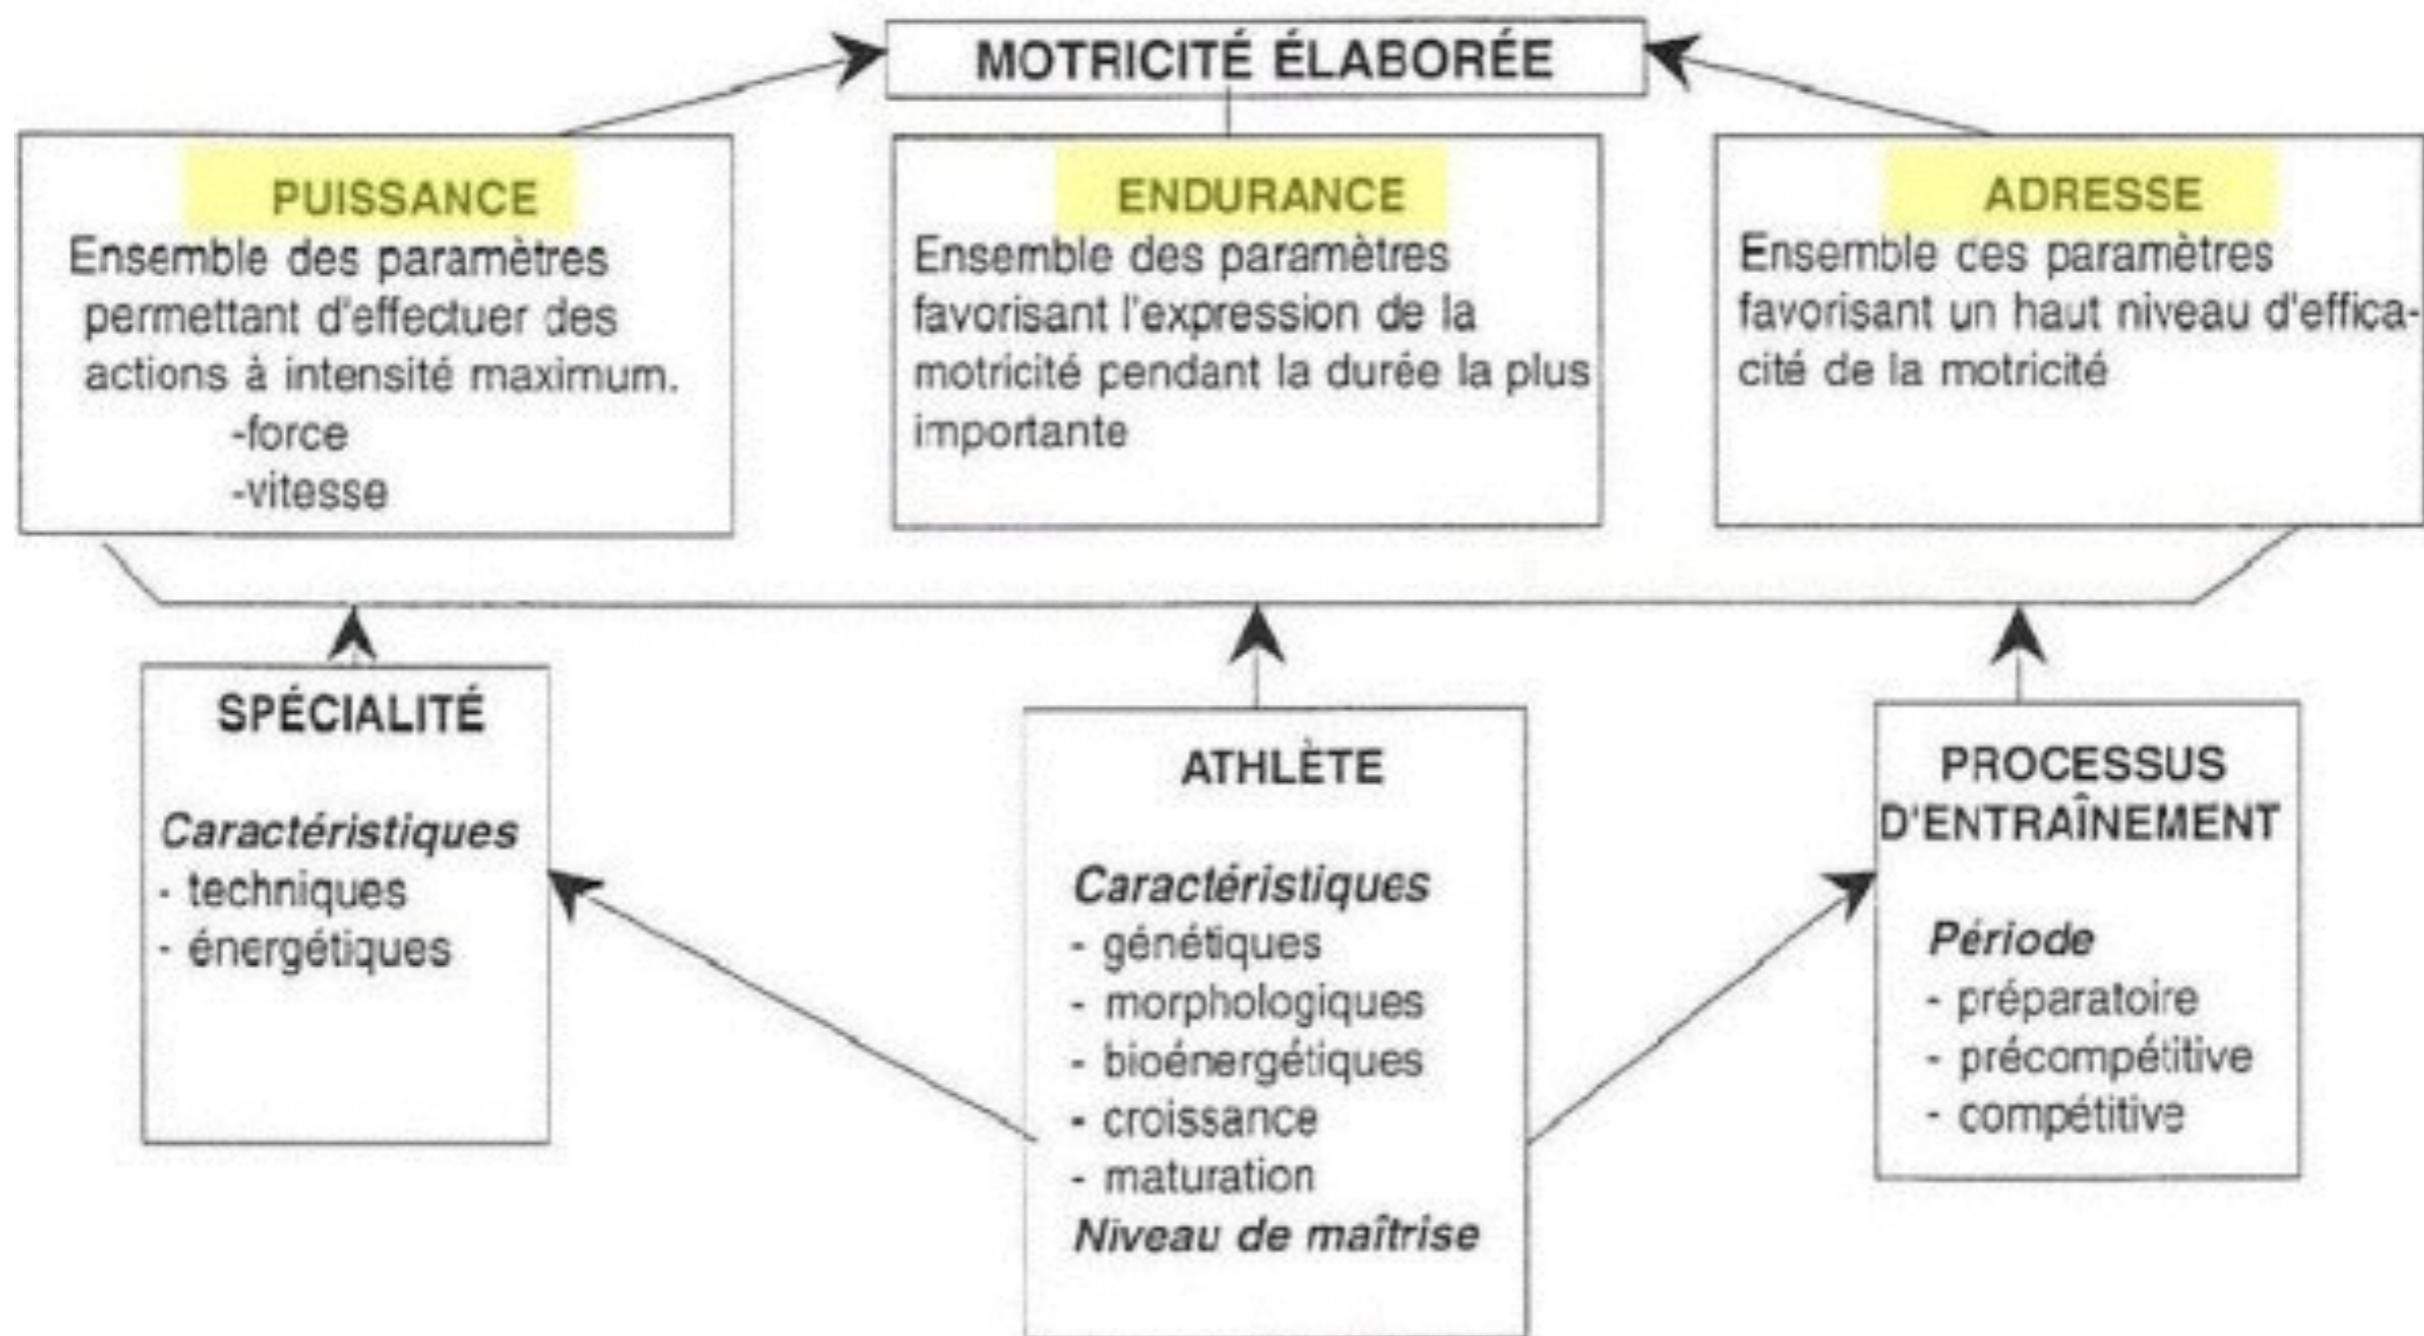 MOTRICITÉ ÉLABORÉE
PUISSANCE
Ensemble des paramètres
permettant d'effectuer des
actions à intensité maximum.
-force
-vitesse
ENDURANCE
Ensemble des paramètres
favorisant l'expression de la
motricité pendant la durée la plus
importante
ADRESSE
Ensemble des paramètres
favorisant un haut niveau d'effica-
cité de la motricité
SPÉCIALITÉ
Caractéristiques
- techniques
- énergétiques
ATHLÈTE
Caractéristiques
- génétiques
- morphologiques
- bioénergétiques
- croissance
- maturation
Niveau de maîtrise
PROCESSUS
D'ENTRAÎNEMENT
Période
- préparatoire
- précompétitive
- compétitive